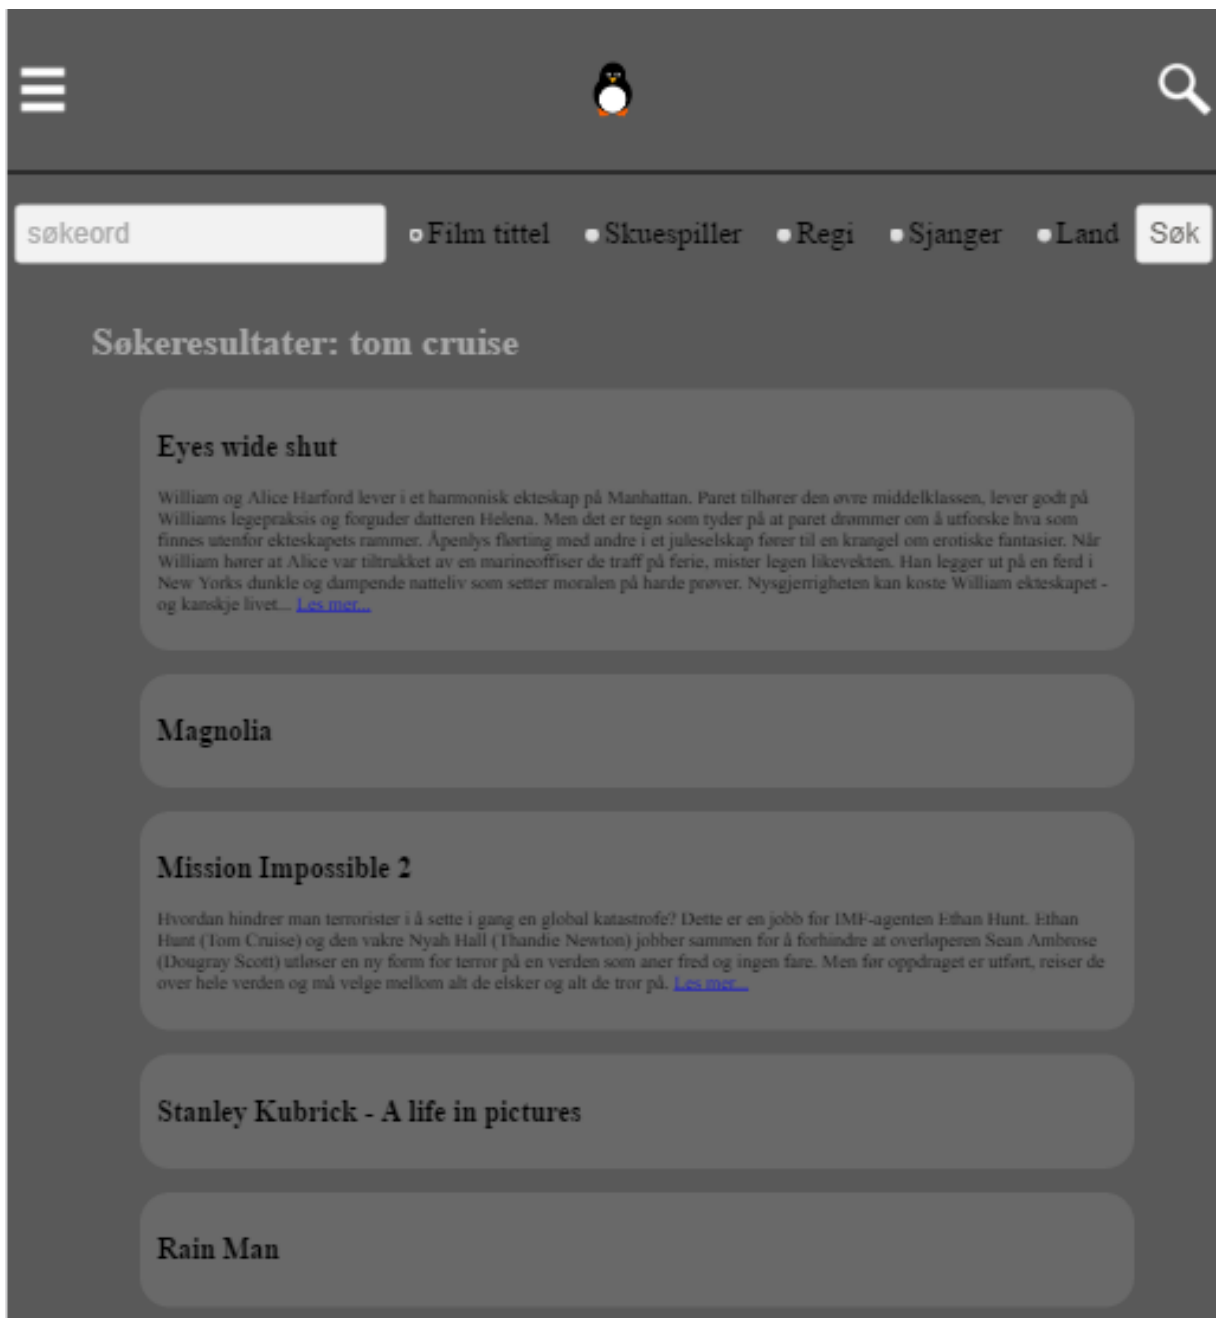 søkeord Film tittel Skuespiller Regi Sjanger Land Søk
Søkeresultater: tom cruise
Eyes wide shut
William og Alice Harford lever i et harmonisk ekteskap på Manhattan. Paret tilhører den øvre middelklassen, lever godt på
Williams legepraksis og forguder datteren Helena. Men det er tegn som tyder på at paret drømmer om å utforske hva som
finnes utenfor ekteskapets rammer. Åpenlys flørting med andre i et juleselskap fører til en krangel om erotiske fantasier. Når
William hører at Alice var tiltrukket av en marineoffiser de traff på ferie, mister legen likevekten. Han legger ut på en ferd i
New Yorks dunkle og dampende natteliv som setter moralen på harde prøver. Nysgjerrigheten kan koste William ekteskapet -
og kanskje livet... Les mer...
Magnolia
Mission Impossible 2
Hvordan hindrer man terrorister i å sette i gang en global katastrofe? Dette er en jobb for IMF-agenten Ethan Hunt. Ethan
Hunt (Tom Cruise) og den vakre Nyah Hall (Thandie Newton) jobber sammen for å forhindre at overløperen Sean Ambrose
(Dougray Scott) utløser en ny form for terror på en verden som aner fred og ingen fare. Men før oppdraget er utført, reiser de
over hele verden og må velge mellom alt de elsker og alt de tror på. Les mer...
Stanley Kubrick - A life in pictures
Rain Man